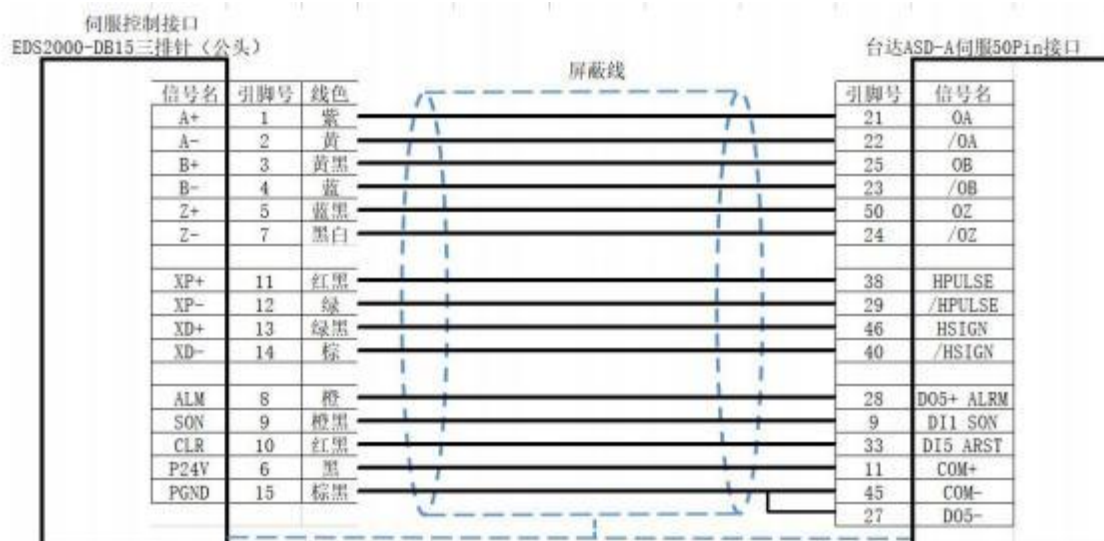 伺服控制接口
EDS2000-DB15三排针（公头）
台达ASD-A伺服50Pin接口
屏蔽线
信号名 引脚号 线色 引脚号 信号名
A+ 1 紫 21 OA
A- 2 黄 22 /OA
B+ 3 黄黑 25 OB
B- 4 蓝 23 /OB
Z+ 5 蓝黑 50 OZ
Z- 7 黑白 24 /OZ
XP+ 11 红黑 38 HPULSE
XP- 12 绿 29 /HPULSE
XD+ 13 绿黑 46 HSIGN
XD- 14 棕 40 /HSIGN
ALM 8 橙 28 DO5+ ALRM
SON 9 橙黑 9 DI1 SON
CLR 10 红黑 33 DI5 ARST
P24V 6 黑 11 COM+
PGND 15 棕黑 45 COM-
27 DO5-